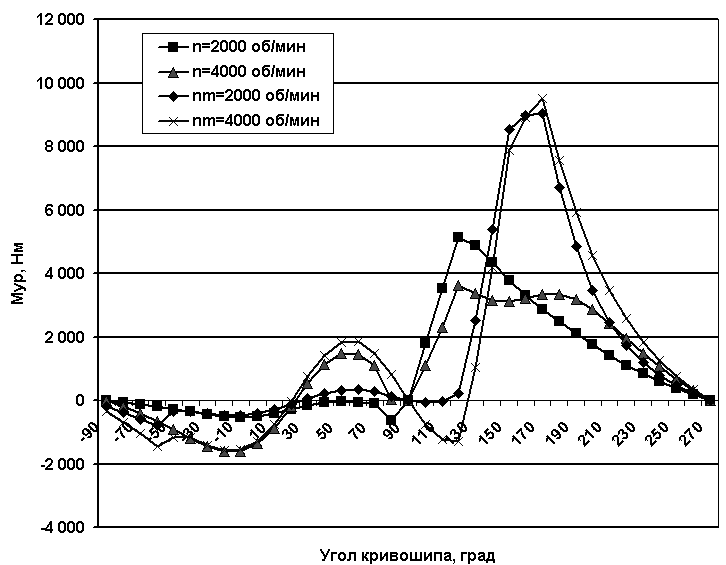 12 000
10 000
8 000
6 000
4 000
2 000
0
-2 000
-4 000
Мур, Нм
n=2000 об/мин
n=4000 об/мин
nm=2000 об/мин
nm=4000 об/мин
-90 -70 -50 -30 -10 10 30 50 70 90 110 130 150 170 190 210 230 250 270
Угол кривошипа, град